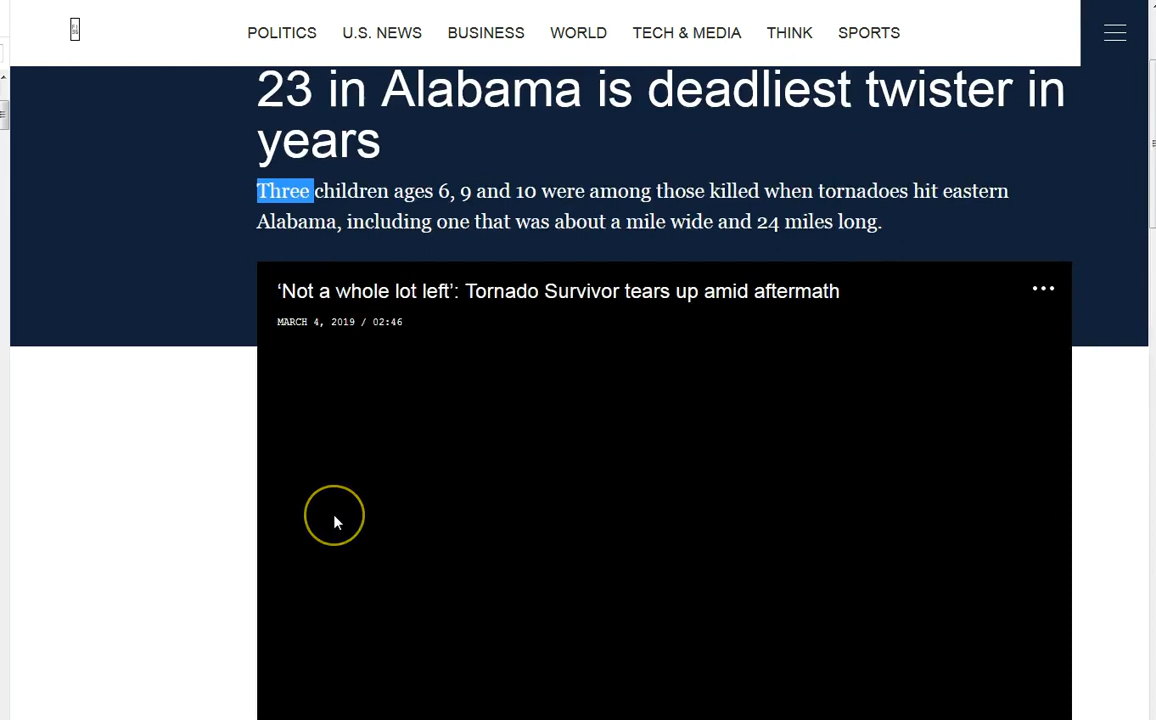 POLITICS U.S. NEWS BUSINESS WORLD TECH & MEDIA THINK SPORTS
23 in Alabama is deadliest twister in
years
Three children ages 6, 9 and 10 were among those killed when tornadoes hit eastern
Alabama, including one that was about a mile wide and 24 miles long.
‘Not a whole lot left’: Tornado Survivor tears up amid aftermath
MARCH 4, 2019 / 02:46